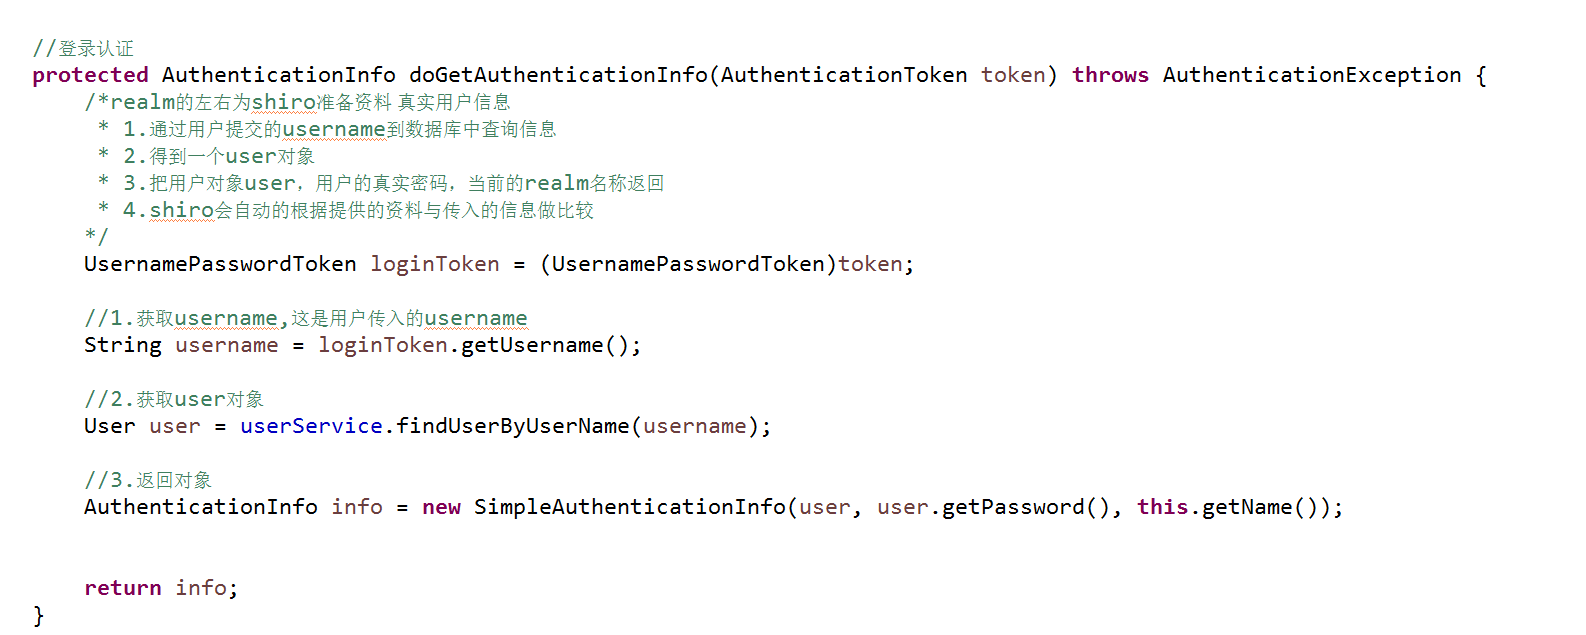 //登录认证
protected AuthenticationInfo doGetAuthenticationInfo(AuthenticationToken token) throws AuthenticationException {
/*realm的左右为shiro准备资料 真实用户信息
* 1.通过用户提交的username到数据库中查询信息
* 2.得到一个user对象
* 3.把用户对象user，用户的真实密码，当前的realm名称返回
* 4.shiro会自动的根据提供的资料与传入的信息做比较
*/
UsernamePasswordToken loginToken = (UsernamePasswordToken)token;
//1.获取username,这是用户传入的username
String username = loginToken.getUsername();
//2.获取user对象
User user = userService.findUserByUserName(username);
//3.返回对象
AuthenticationInfo info = new SimpleAuthenticationInfo(user, user.getPassword(), this.getName());
return info;
}